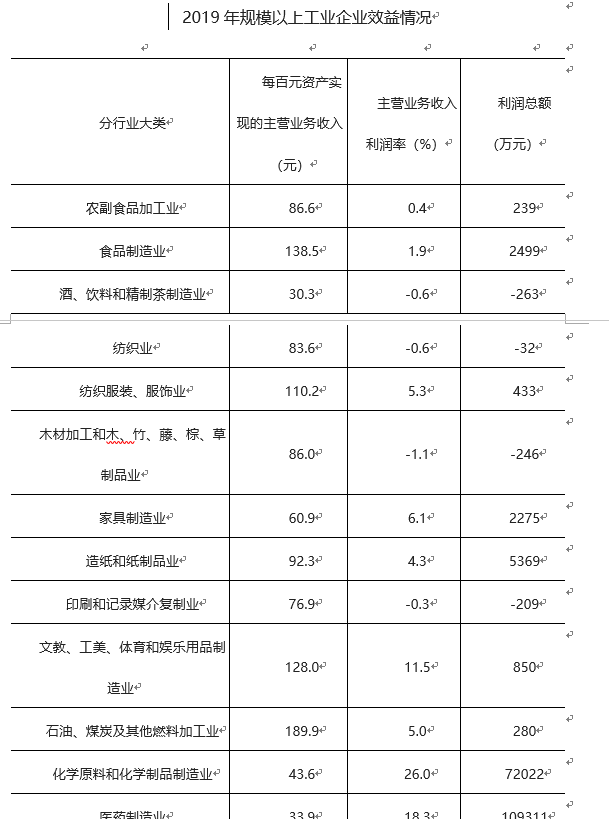 2019 年规模以上工业企业效益情况
分行业大类
每百元资产实
现的主营业务收入
（元）
主营业务收入
利润率（%）
利润总额
（万元）
农副食品加工业 86.6 0.4 239
食品制造业 138.5 1.9 2499
酒、饮料和精制茶制造业 30.3 -0.6 -263
纺织业 83.6 -0.6 -32
纺织服装、服饰业 110.2 5.3 433
木材加工和木、竹、藤、棕、草
制品业 86.0 -1.1 -246
家具制造业 60.9 6.1 2275
造纸和纸制品业 92.3 4.3 5369
印刷和记录媒介复制业 76.9 -0.3 -209
文教、工美、体育和娱乐用品制
造业 128.0 11.5 850
石油、煤炭及其他燃料加工业 189.9 5.0 280
化学原料和化学制品制造业 43.6 26.0 72022
医药制造业 33.9 18.3 109311